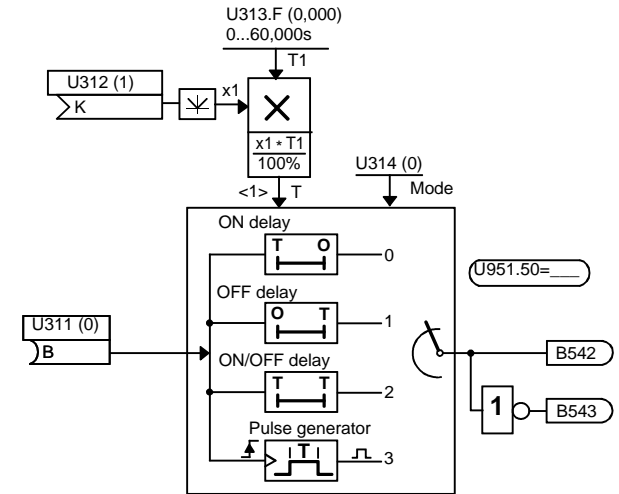 U313.F (0,000)
0...60,000s
T1
U312 (1)
K
x1
x1 * T1
100%
U314 (0)
<1> T
Mode
ON delay
T O
0
U951.50=___
OFF delay
O T
1
U311 (0)
B
B542
ON/OFF delay
T T
2
1
B543
Pulse generator
T
3